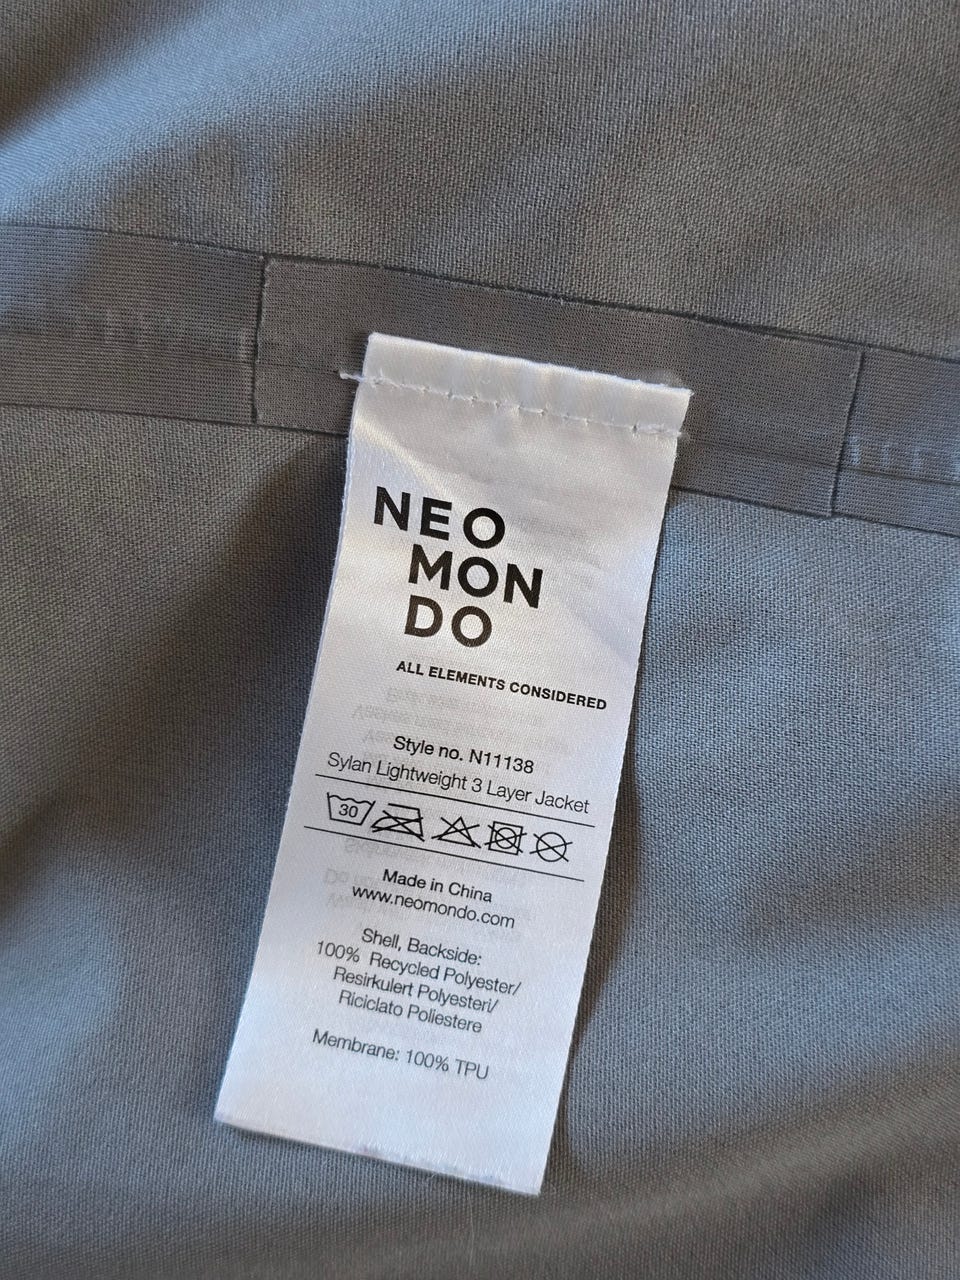 NEO
MON
DO
ALL ELEMENTS CONSIDERED
Style no. N11138
Sylan Lightweight 3 Layer Jacket
30
Made in China
www.neomondo.com
Shell, Backside:
100% Recycled Polyester/
Resirkulert Polyesteri/
Riciclato Poliestere
Membrane: 100% TPU